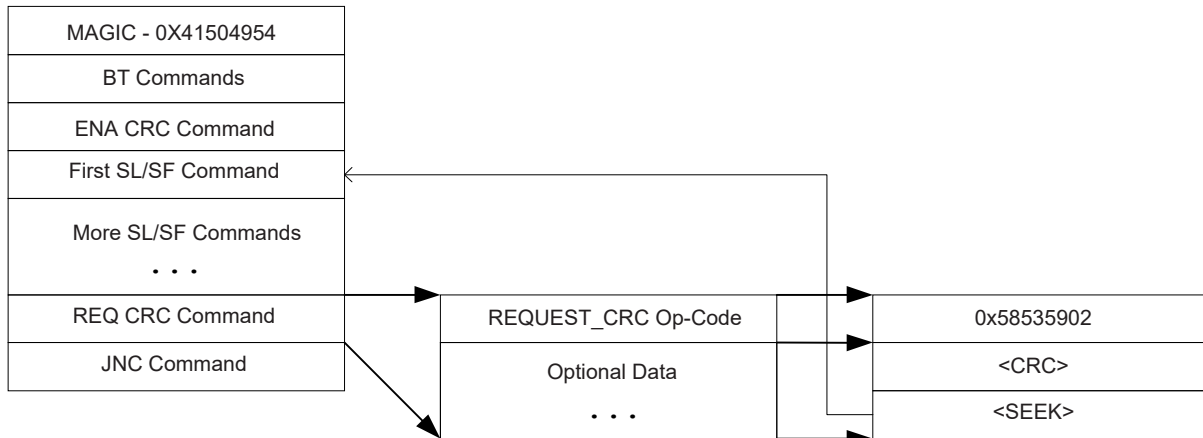 MAGIC - 0X41504954
BT Commands
ENA CRC Command
First SL/SF Command
More SL/SF Commands
. . .
REQ CRC Command
JNC Command
REQUEST_CRC Op-Code
Optional Data
. . .
0x58535902
<CRC>
<SEEK>